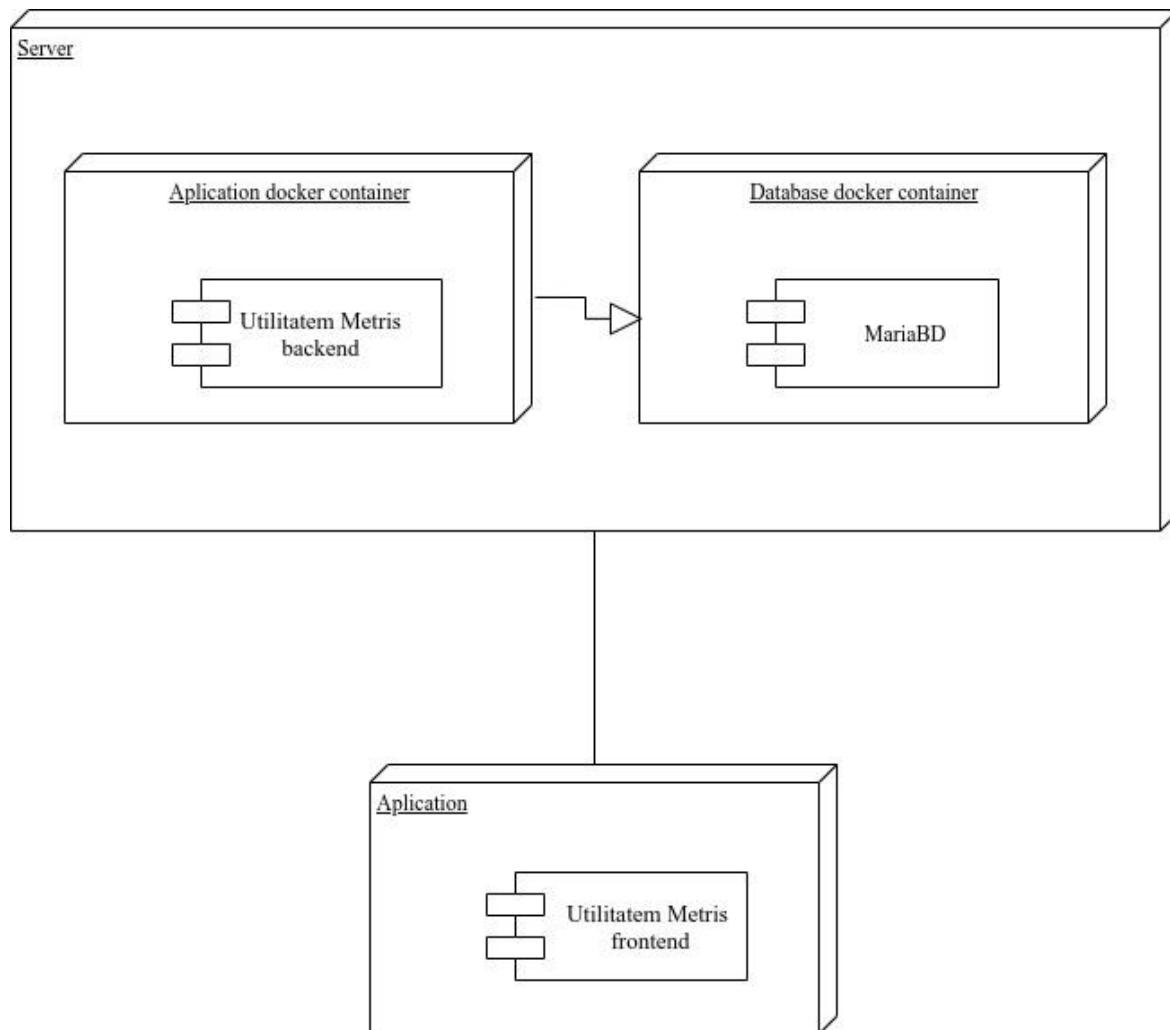 Server
Aplication docker container
Database docker container
Utilitatem Metris
backend
MariaBD
Aplication
Utilitatem Metris
frontend